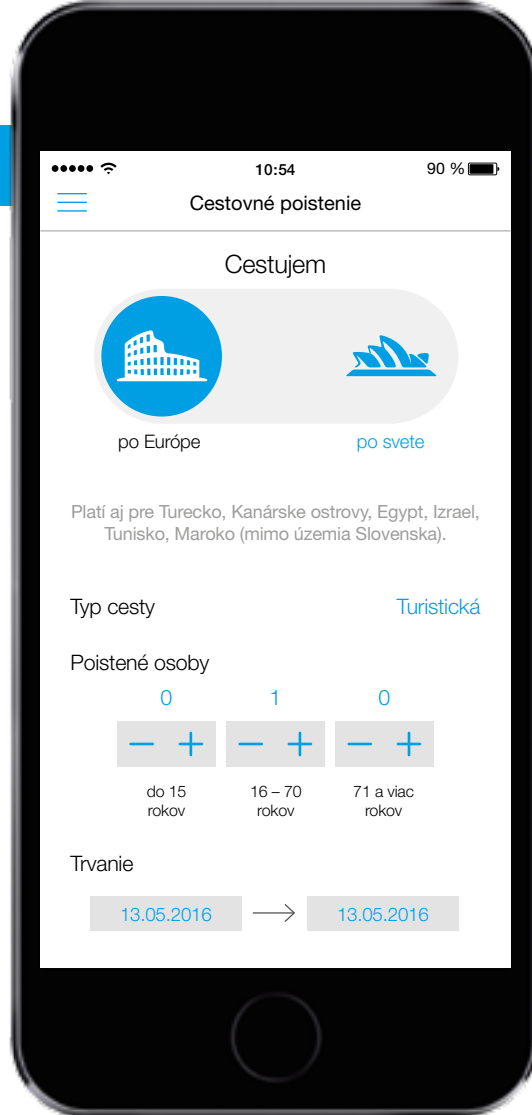 10:54 90 %
Cestovné poistenie
Cestujem
po Európe po svete
Platí aj pre Turecko, Kanárske ostrovy, Egypt, Izrael,
Tunisko, Maroko (mimo územia Slovenska).
Typ cesty Turistická
Poistené osoby
0 1 0
− + − + − +
do 15 16 – 70 71 a viac
rokov rokov rokov
Trvanie
13.05.2016 → 13.05.2016